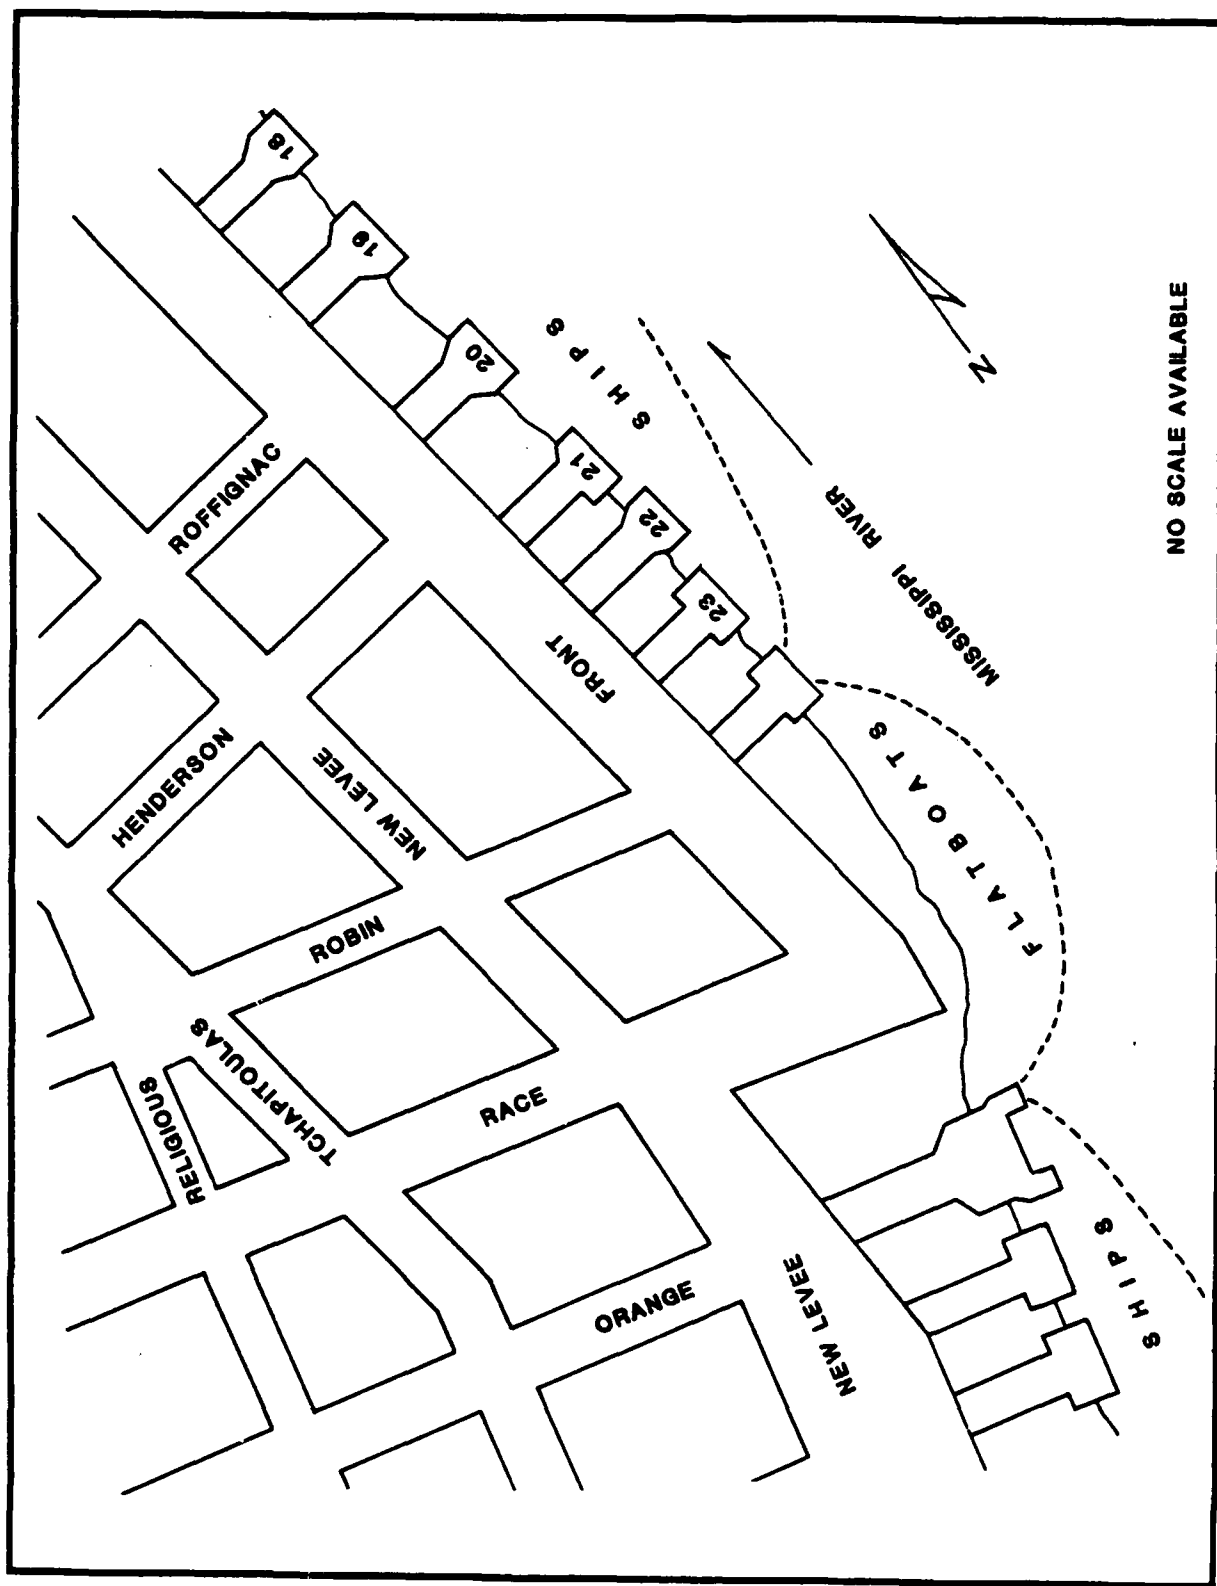 18
19
20
21
22
23
SHIPS
ROFFIGNAC
FRONT
MISSISSIPPI RIVER
N
NO SCALE AVAILABLE
HENDERSON
NEW LEVEE
FLATBOATS
ROBIN
TCHAPITOULAS
RELIGIOUS
RACE
ORANGE
NEW LEVEE
SHIPS